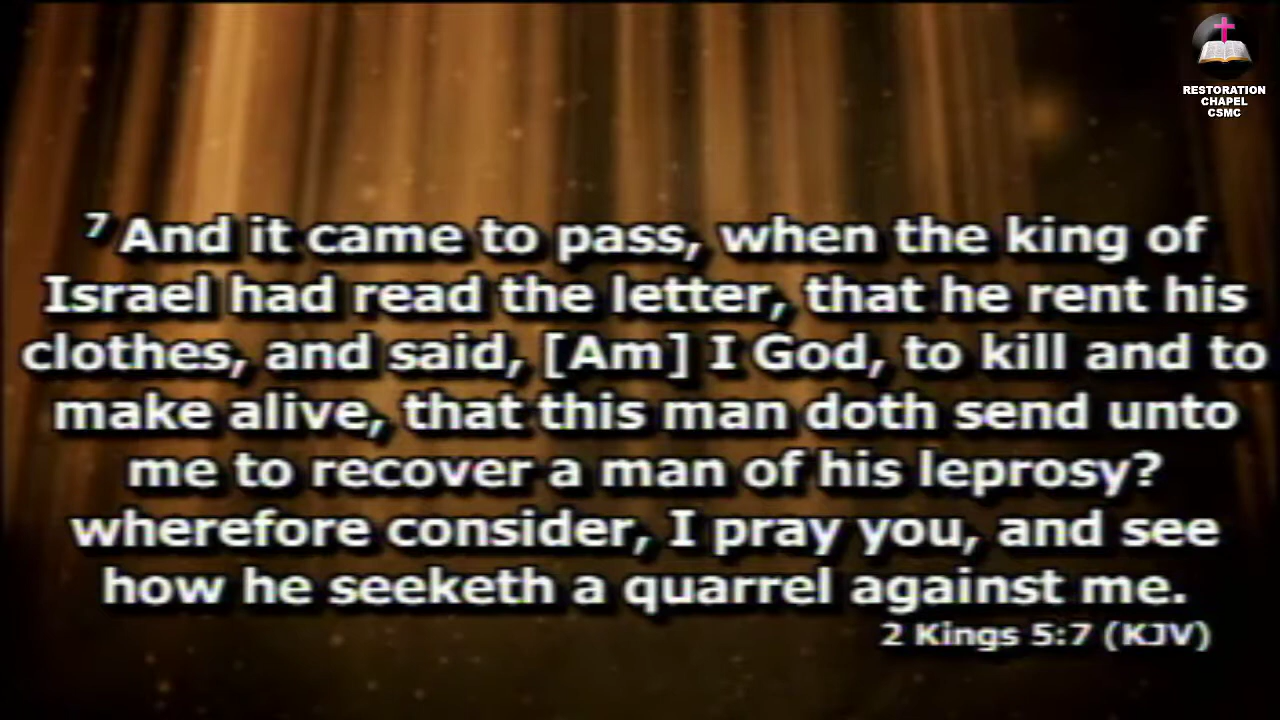 RESTORATION
CHAPEL
CSMC
7 And it came to pass, when the king of
Israel had read the letter, that he rent his
clothes, and said, [Am] I God, to kill and to
make alive, that this man doth send unto
me to recover a man of his leprosy?
wherefore consider, I pray you, and see
how he seeketh a quarrel against me.
2 Kings 5:7 (KJV)